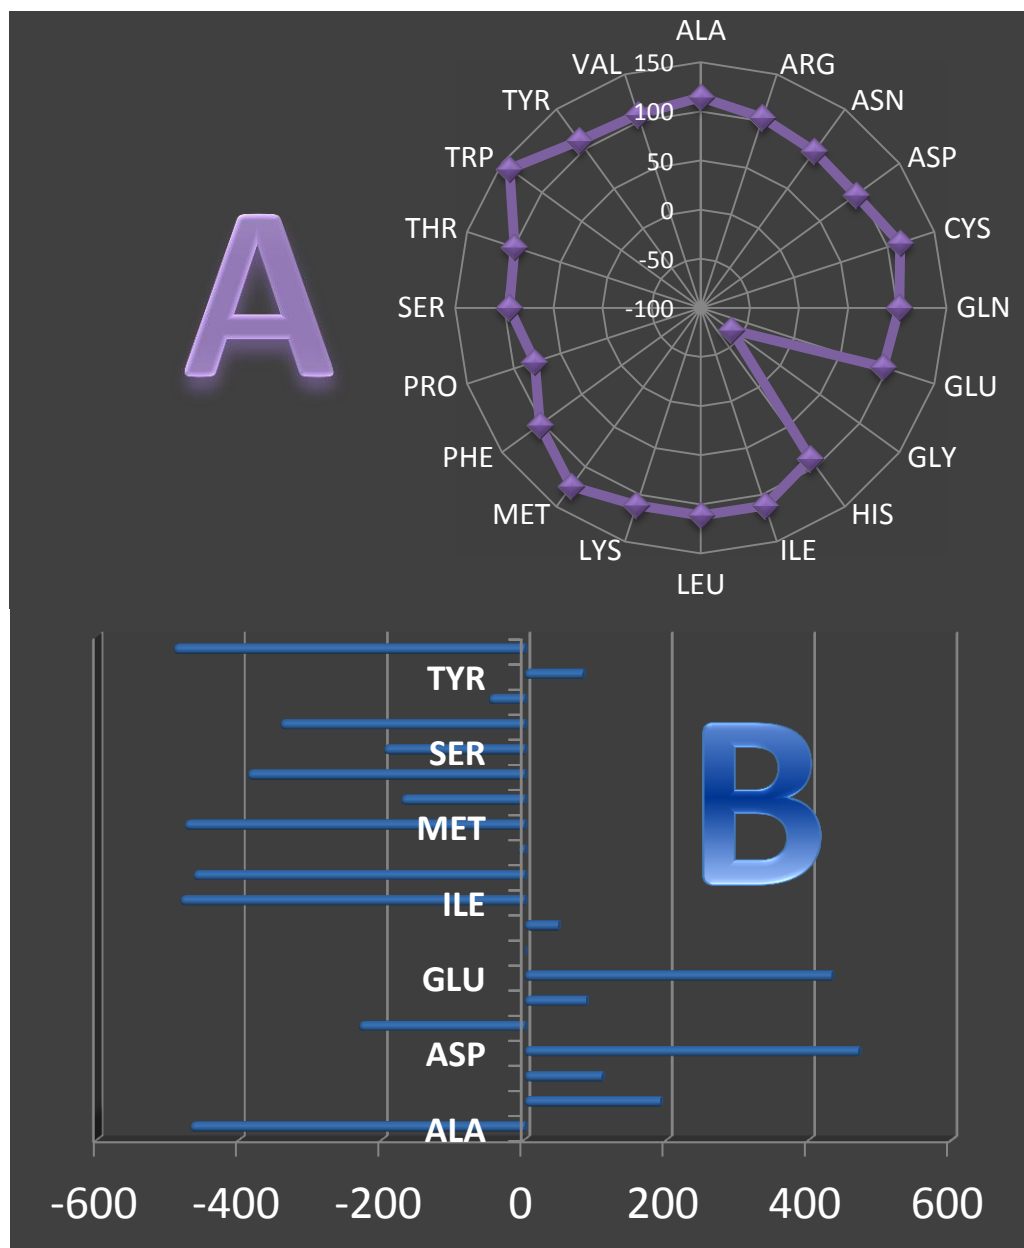 ALA
VAL 150 ARG
TYR ASN
100
TRP ASP
50
THR 0 CYS
-50
SER -100 GLN
PRO GLU
PHE GLY
MET HIS
LYS ILE
LEU
A
TYR
SER
MET
ILE
GLU
ASP
ALA
B
-600 -400 -200 0 200 400 600